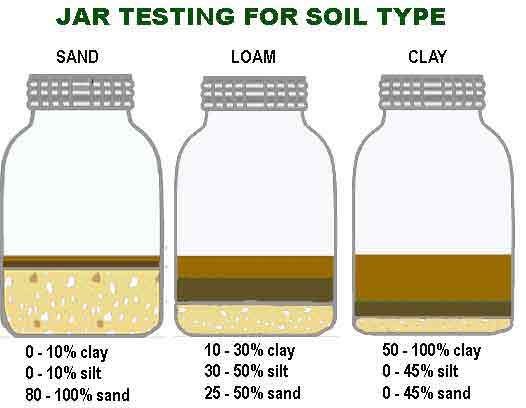 JAR TESTING FOR SOIL TYPE
SAND
LOAM
CLAY
0 - 10% clay
0 - 10% silt
80 - 100% sand
10 - 30% clay
30 - 50% silt
25 - 50% sand
50 - 100% clay
0 - 45% silt
0 - 45% sand